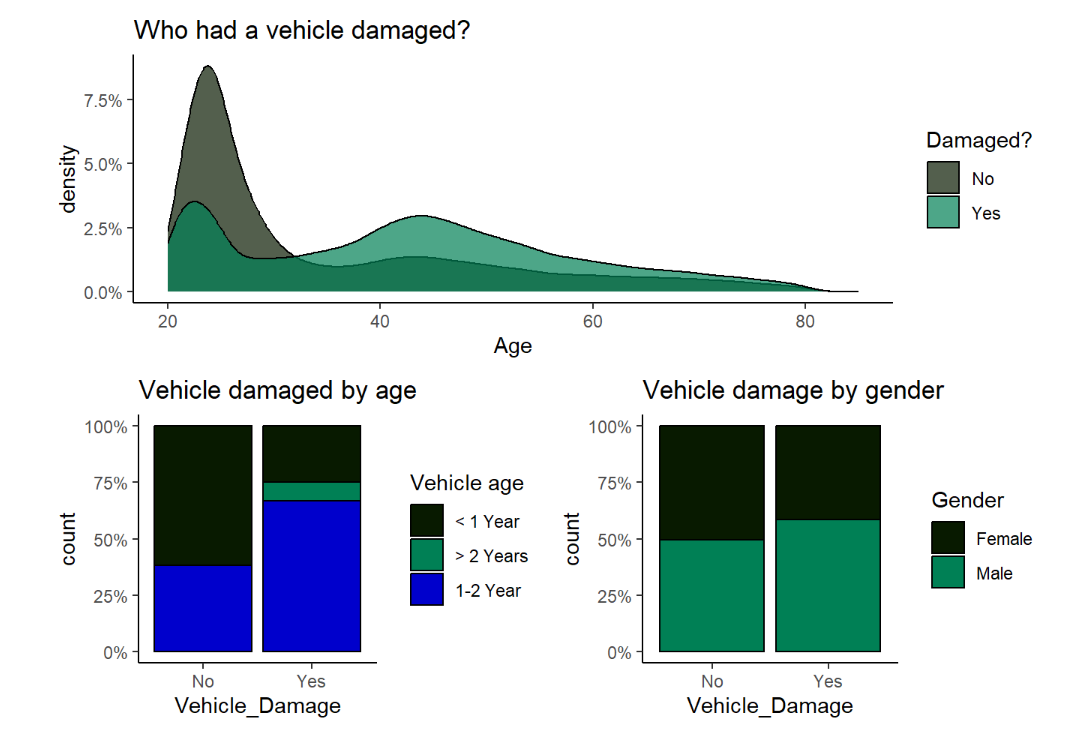 Who had a vehicle damaged?
density
7.5%
5.0%
2.5%
0.0%
20 40 60 80
Age
Damaged?
No
Yes
Vehicle damaged by age
count
100%
75%
50%
25%
0%
No Yes
Vehicle_Damage
Vehicle age
< 1 Year
> 2 Years
1-2 Year
Vehicle damage by gender
count
100%
75%
50%
25%
0%
No Yes
Vehicle_Damage
Gender
Female
Male